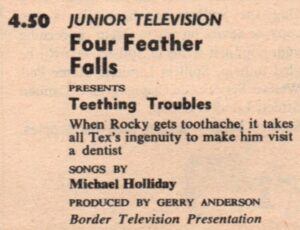 4.50 JUNIOR TELEVISION
Four Feather
Falls
PRESENTS
Teething Troubles
When Rocky gets toothache, it takes
all Tex's ingenuity to make him visit
a dentist
SONGS BY
Michael Holliday
PRODUCED BY GERRY ANDERSON
Border Television Presentation